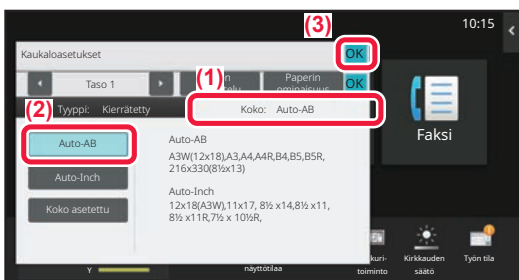 10:15
(3)
Kaukaloasetukset
OK
Taso 1
(1)
Paperin
OK
(2)
Tyyppi: Kierrätetty
Koko: Auto-AB
Auto-AB
Auto-Inch
Koko asetettu
Auto-AB
A3W(12x18),A3,A4,A4R,B4,B5,B5R,
216x330(8½x13)
Auto-Inch
12x18(A3W),11x17, 8½ x14,8½ x11,
8½ x11R,7½ x 10½R,
Faksi
Y
näyttötilaa
toiminto
Kirkkauden
säätö
Työn tila